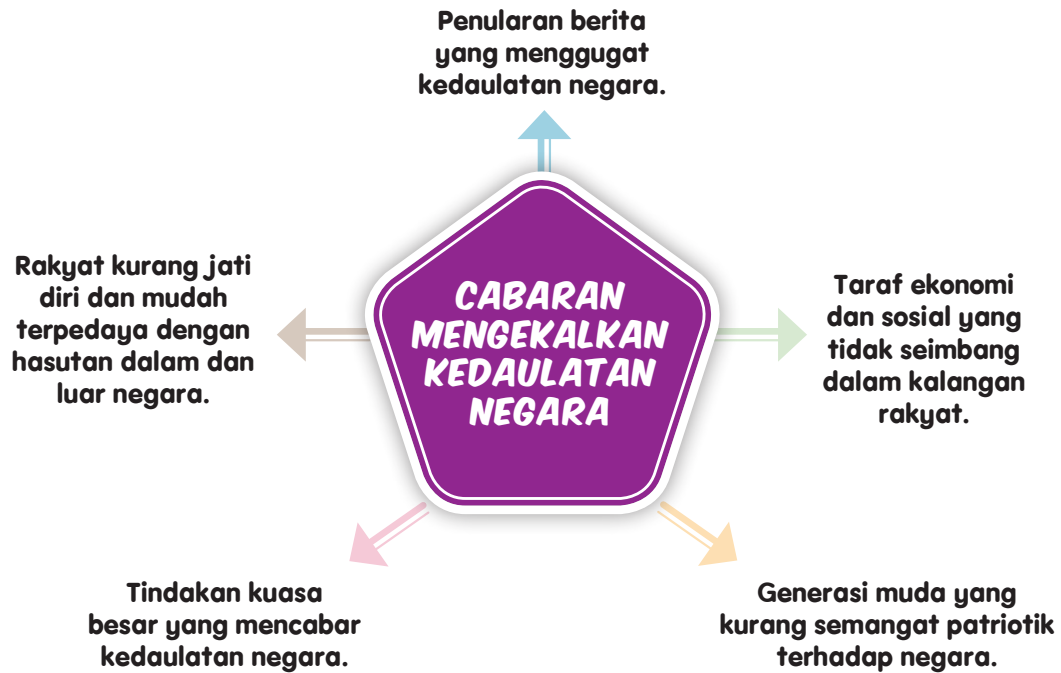 Penularan berita
yang menggugat
kedaulatan negara.
Rakyat kurang jati
diri dan mudah
terpedaya dengan
hasutan dalam dan
luar negara.
CABARAN
MENGEKALKAN
KEDAULATAN
NEGARA
Taraf ekonomi
dan sosial yang
tidak seimbang
dalam kalangan
rakyat.
Tindakan kuasa
besar yang mencabar
kedaulatan negara.
Generasi muda yang
kurang semangat patriotik
terhadap negara.